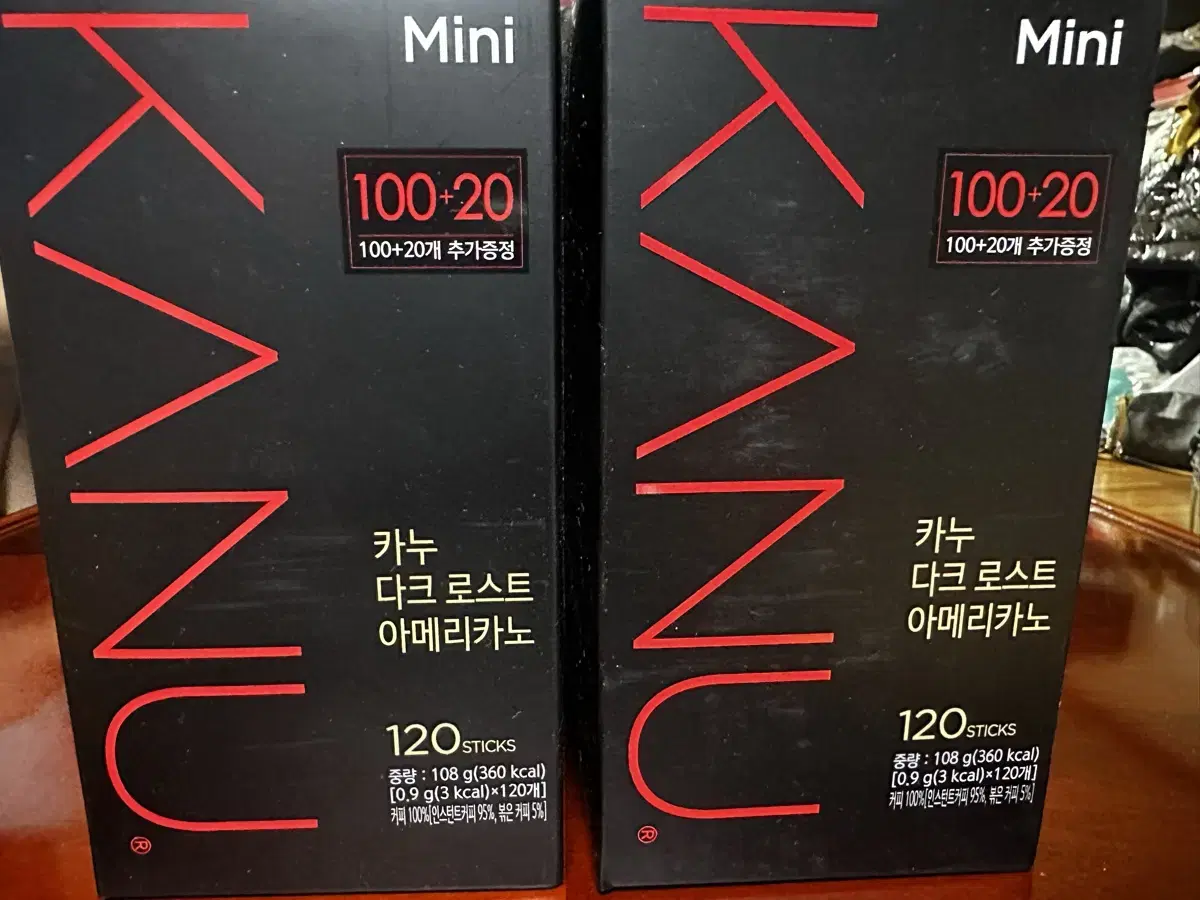 KANU®
Mini
100+20
100+20개 추가증정
카누
다크 로스트
아메리카노
120 STICKS
중량 : 108 g(360 kcal)
[0.9 g(3 kcal)×120개]
커피 100%[인스턴트커피 95%, 볶은 커피 5%]
KANU®
Mini
100+20
100+20개 추가증정
카누
다크 로스트
아메리카노
120 STICKS
중량 : 108 g(360 kcal)
[0.9 g(3 kcal)×120개]
커피 100%[인스턴트커피 95%, 볶은 커피 5%]